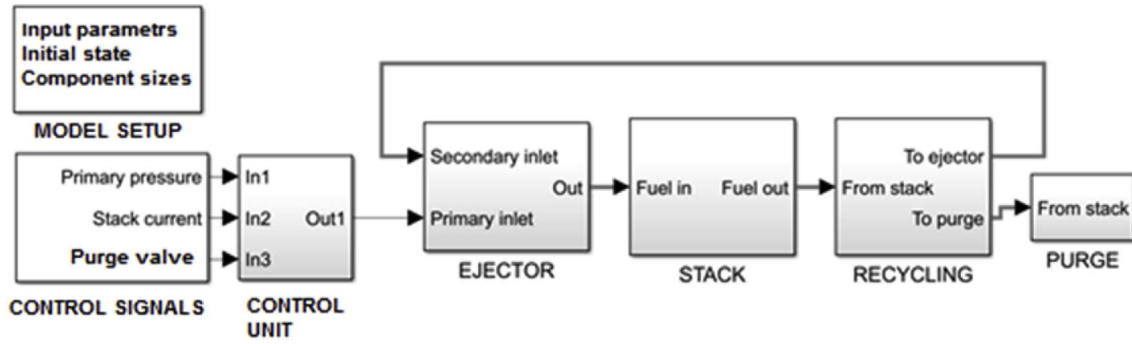 Input parametrs
Initial state
Component sizes
MODEL SETUP
Primary pressure
Stack current
Purge valve
CONTROL SIGNALS
In1
In2
In3
Out1
CONTROL
UNIT
Secondary inlet
Out
Primary inlet
EJECTOR
Fuel in
Fuel out
STACK
To ejector
From stack
To purge
RECYCLING
From stack
PURGE